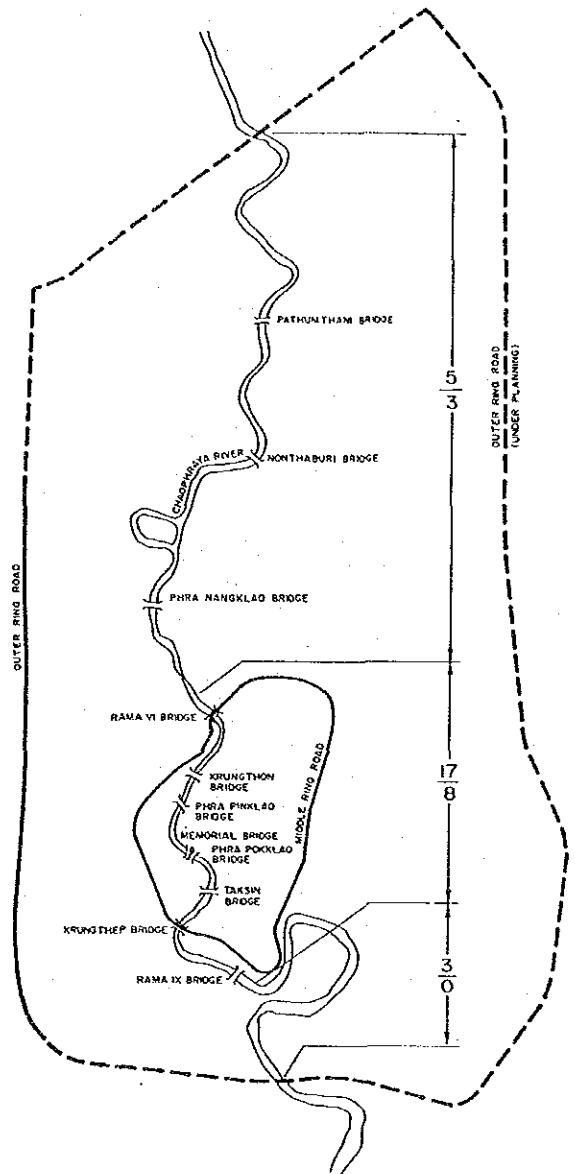 PATHUMTHANI BRIDGE
5
3
OUTER RING ROAD
(UNDER PLANNING)
CHAOPHRAYA RIVER
NONTHABURI BRIDGE
OUTER RING ROAD
PHRA NANGKLAO BRIDGE
RAMA VI BRIDGE
KRUNGTHON
BRIDGE
PHRA PINKLAO
BRIDGE
MEMORIAL BRIDGE
PHRA POKKLAO
BRIDGE
TAKSIN
BRIDGE
MIDDLE RING ROAD
17
8
KRUNGTHEP BRIDGE
RAMA IX BRIDGE
3
0